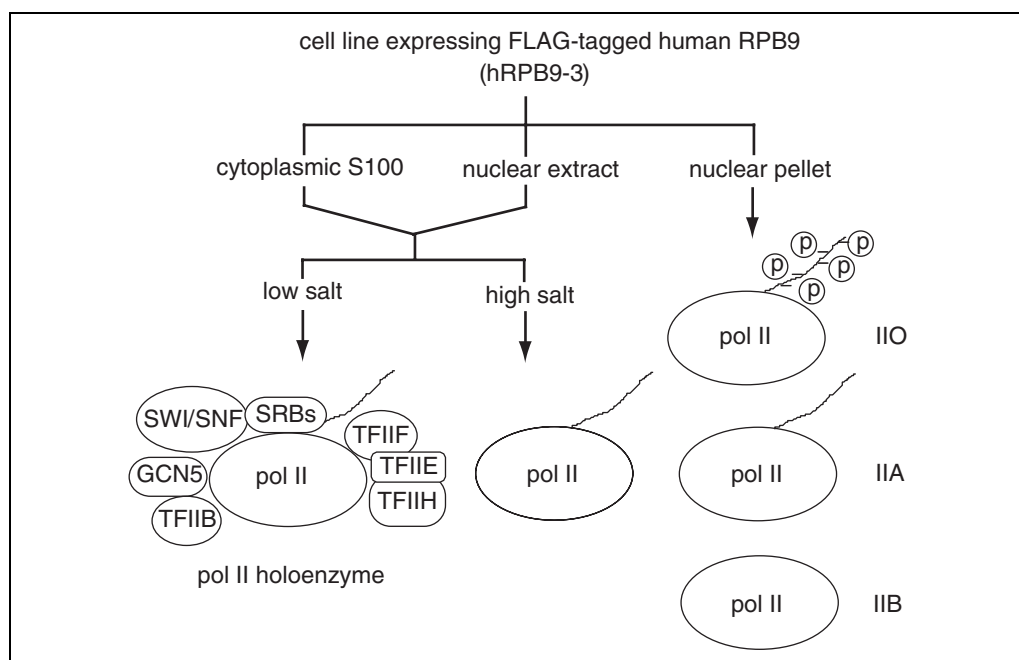 cell line expressing FLAG-tagged human RPB9
(hRPB9-3)
cytoplasmic S100
nuclear extract
nuclear pellet
low salt
high salt
p
p
p
p
p
pol II
IIO
SWI/SNF
SRBs
TFIIF
GCN5
pol II
TFIIE
TFIIH
TFIIB
pol II
pol II
IIA
pol II holoenzyme
pol II
IIB